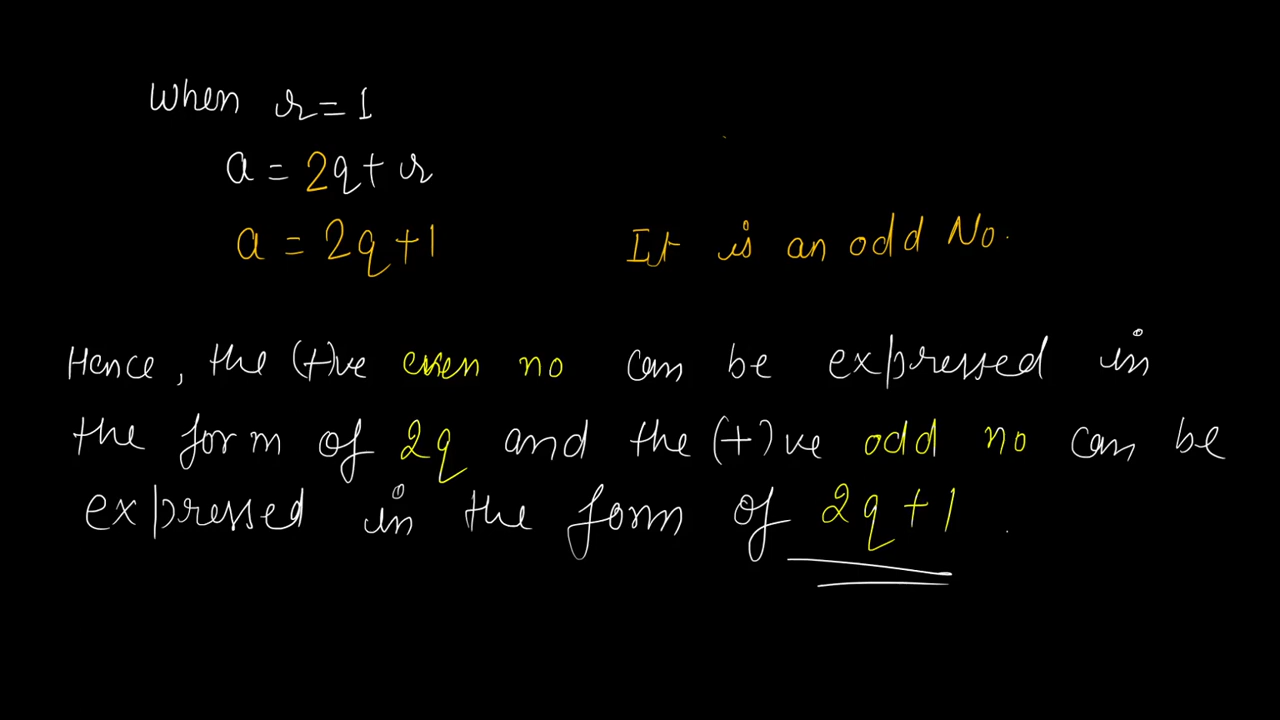 When r=1
a = 2q + r
a = 2q + 1 It is an odd No.
Hence, the (+)ve even no can be expressed in
the form of 2q and the (+)ve odd no can be
expressed in the form of 2q + 1.